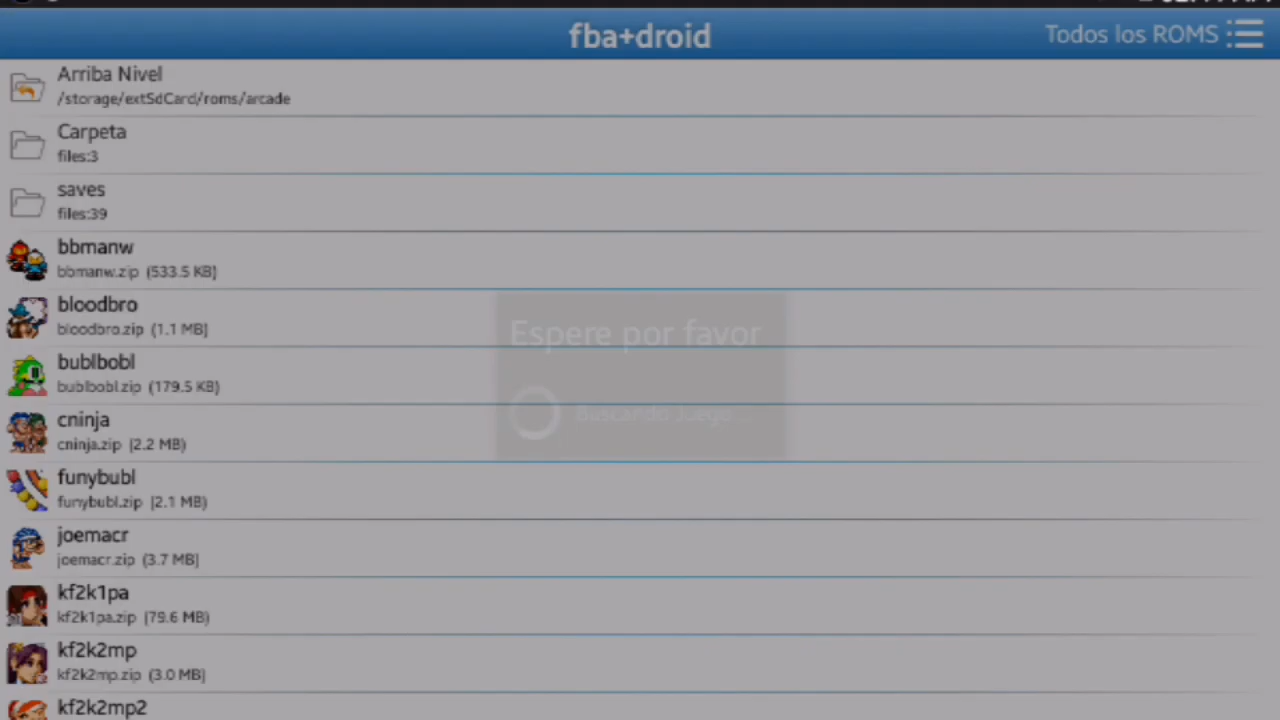 fba+droid
Todos los ROMS
Arriba Nivel
/storage/extSdCard/roms/arcade
Carpeta
files:3
saves
files:39
bbmanw
bbmanw.zip (533.5 KB)
bloodbro
bloodbro.zip (1.1 MB)
bublbobl
bublbobl.zip (179.5 KB)
cninja
cninja.zip (2.2 MB)
funybubl
funybubl.zip (2.1 MB)
joemacr
joemacr.zip (3.7 MB)
kf2k1pa
kf2k1pa.zip (79.6 MB)
kf2k2mp
kf2k2mp.zip (3.0 MB)
kf2k2mp2
Espere por favor
Buscando Juego...